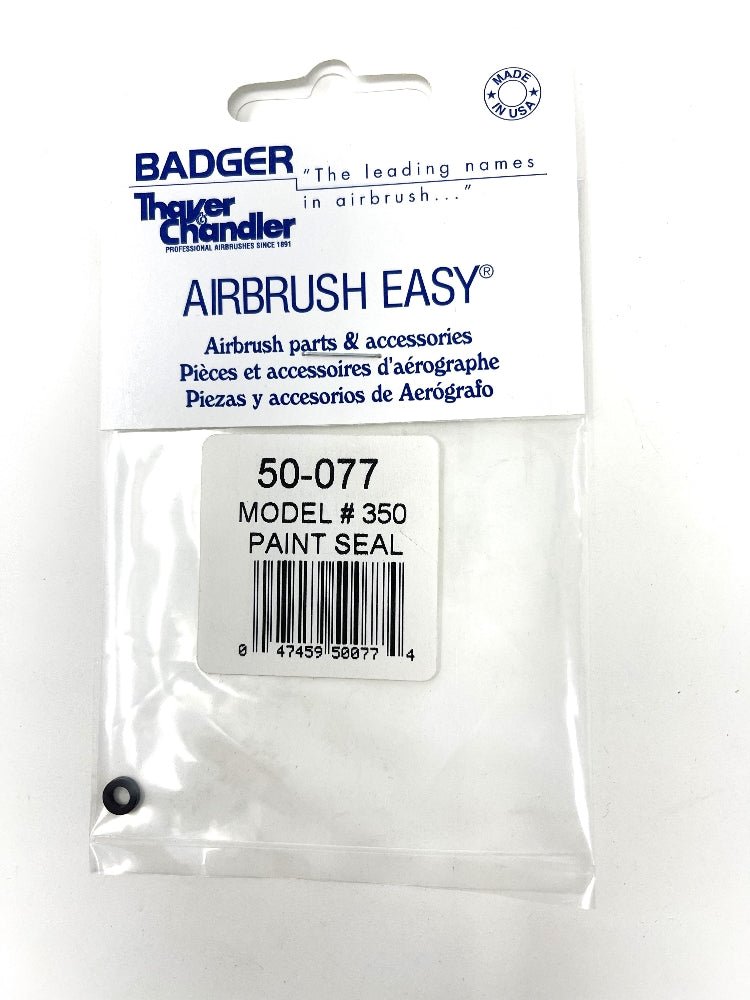 MADE
IN USA
BADGER
"The leading names
in airbrush..."
Thayer
&
Chandler
PROFESSIONAL AIRBRUSHES SINCE 1891
AIRBRUSH EASY®
Airbrush parts & accessories
Pièces et accessoires d'aérographe
Piezas y accesorios de Aerógrafo
50-077
MODEL # 350
PAINT SEAL
0 47459 50077 4